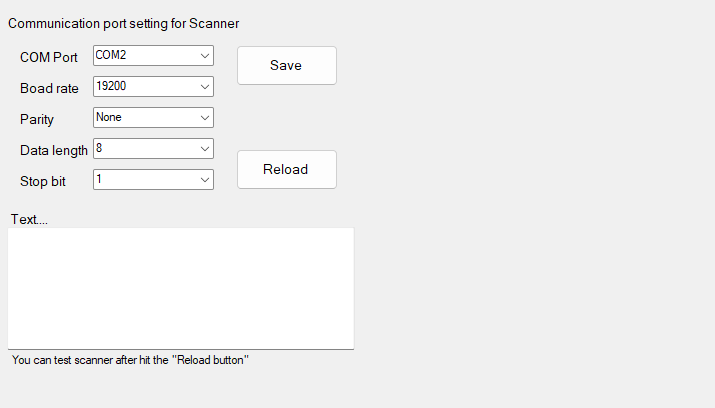 Communication port setting for Scanner
COM Port COM2
Save
Boad rate 19200
Parity None
Data length 8
Reload
Stop bit 1
Text....
You can test scanner after hit the "Reload button"